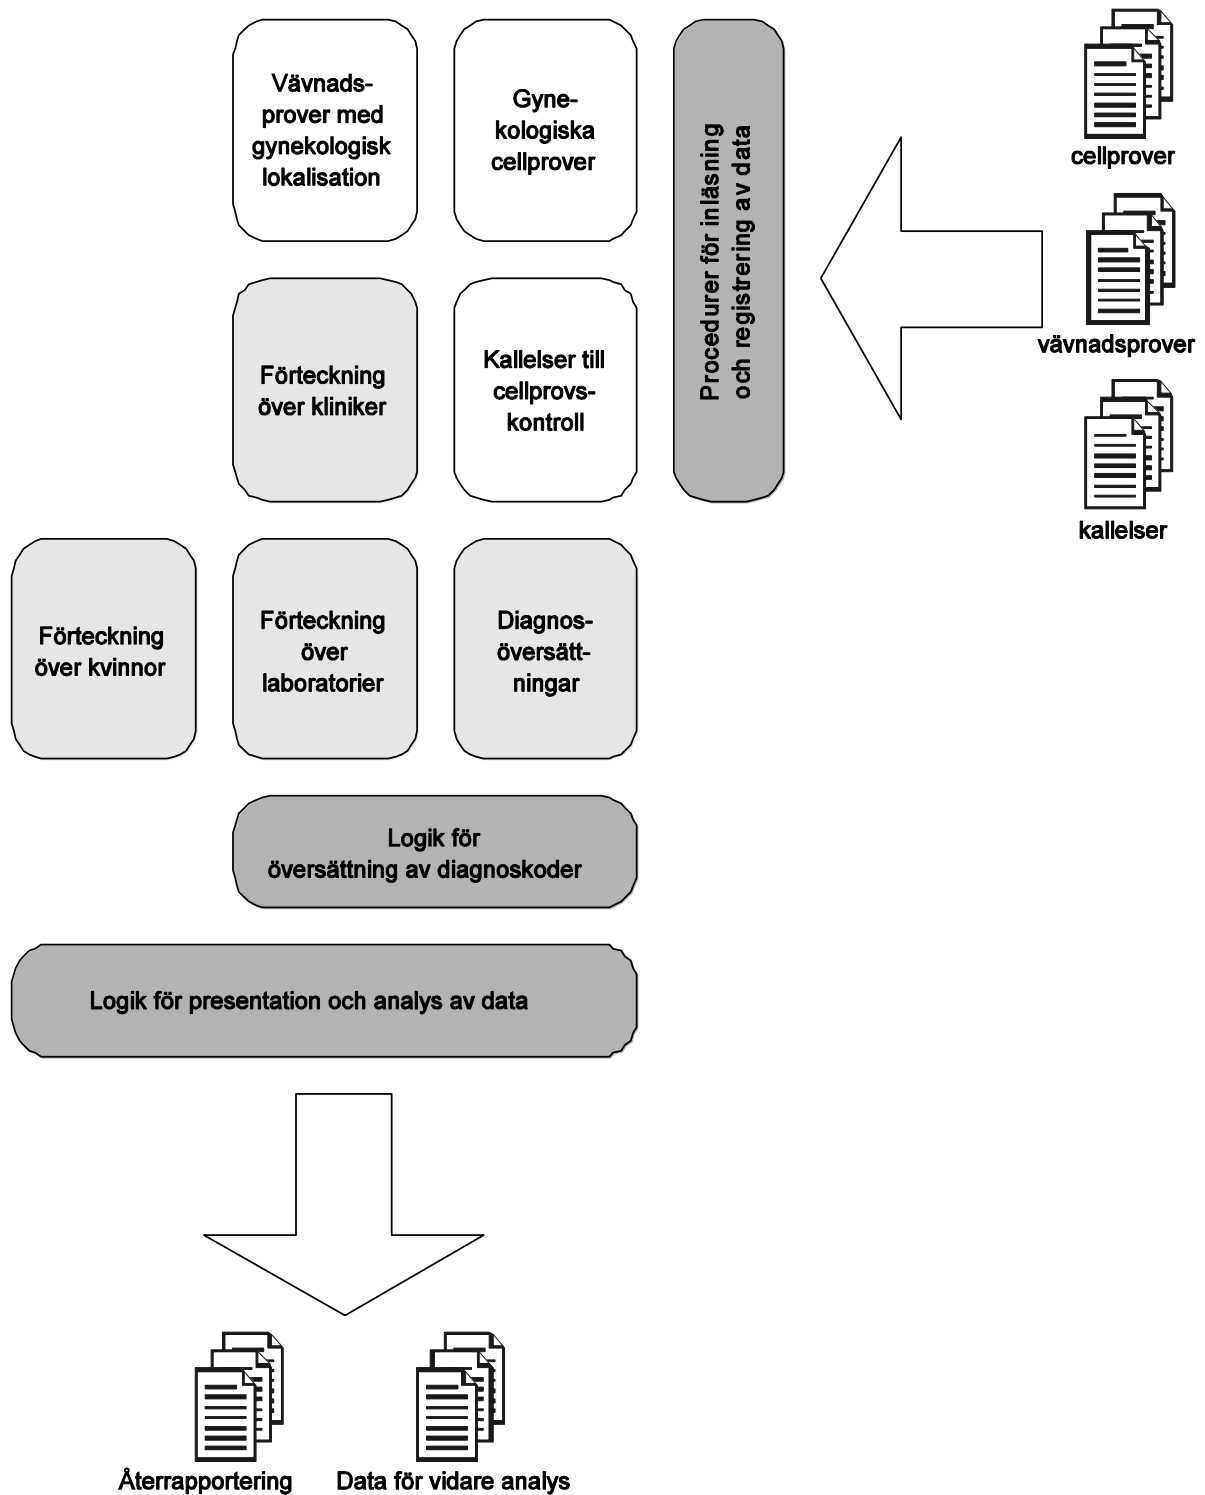 Vävnads-
prover med
gynekologisk
lokalisation
Gyne-
kologiska
cellprover
Procedurer för inläsning
och registrering av data
cellprover
vävnadsprover
kallelser
Förteckning
över kliniker
Kallelser till
cellprovs-
kontroll
Förteckning
över kvinnor
Förteckning
över
laboratorier
Diagnos-
översätt-
ningar
Logik för
översättning av diagnoskoder
Logik för presentation och analys av data
Återrapportering
Data för vidare analys